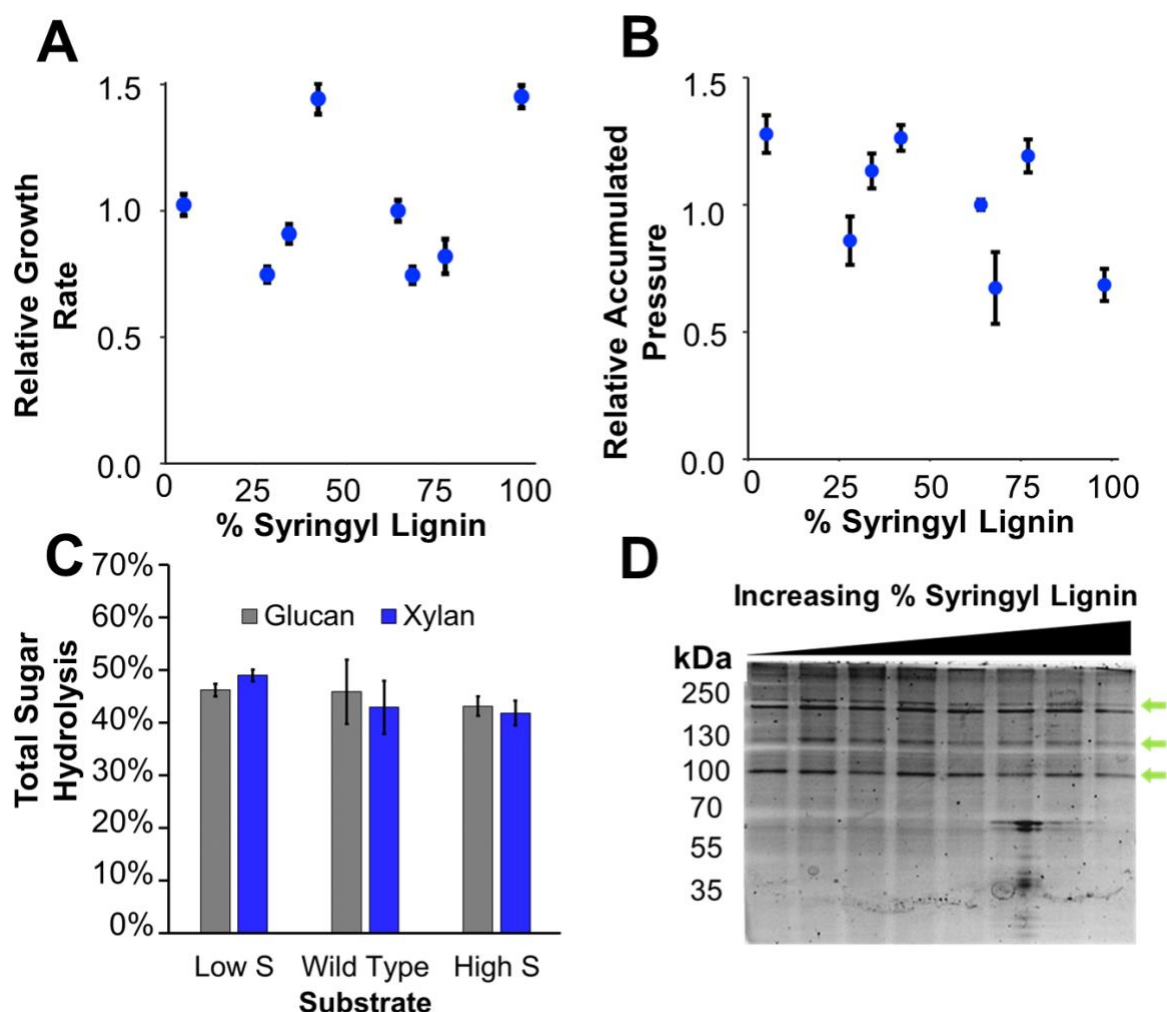 A
1.5
1.0
0.5
0.0
Relative Growth
Rate
0 25 50 75 100
% Syringyl Lignin
B
1.5
1.0
0.5
0.0
Relative Accumulated
Pressure
0 25 50 75 100
% Syringyl Lignin
C
70%
60%
50%
40%
30%
20%
10%
0%
Total Sugar
Hydrolysis
Glucan Xylan
Low S Wild Type High S
Substrate
D
Increasing % Syringyl Lignin
kDa
250
130
100
70
55
35